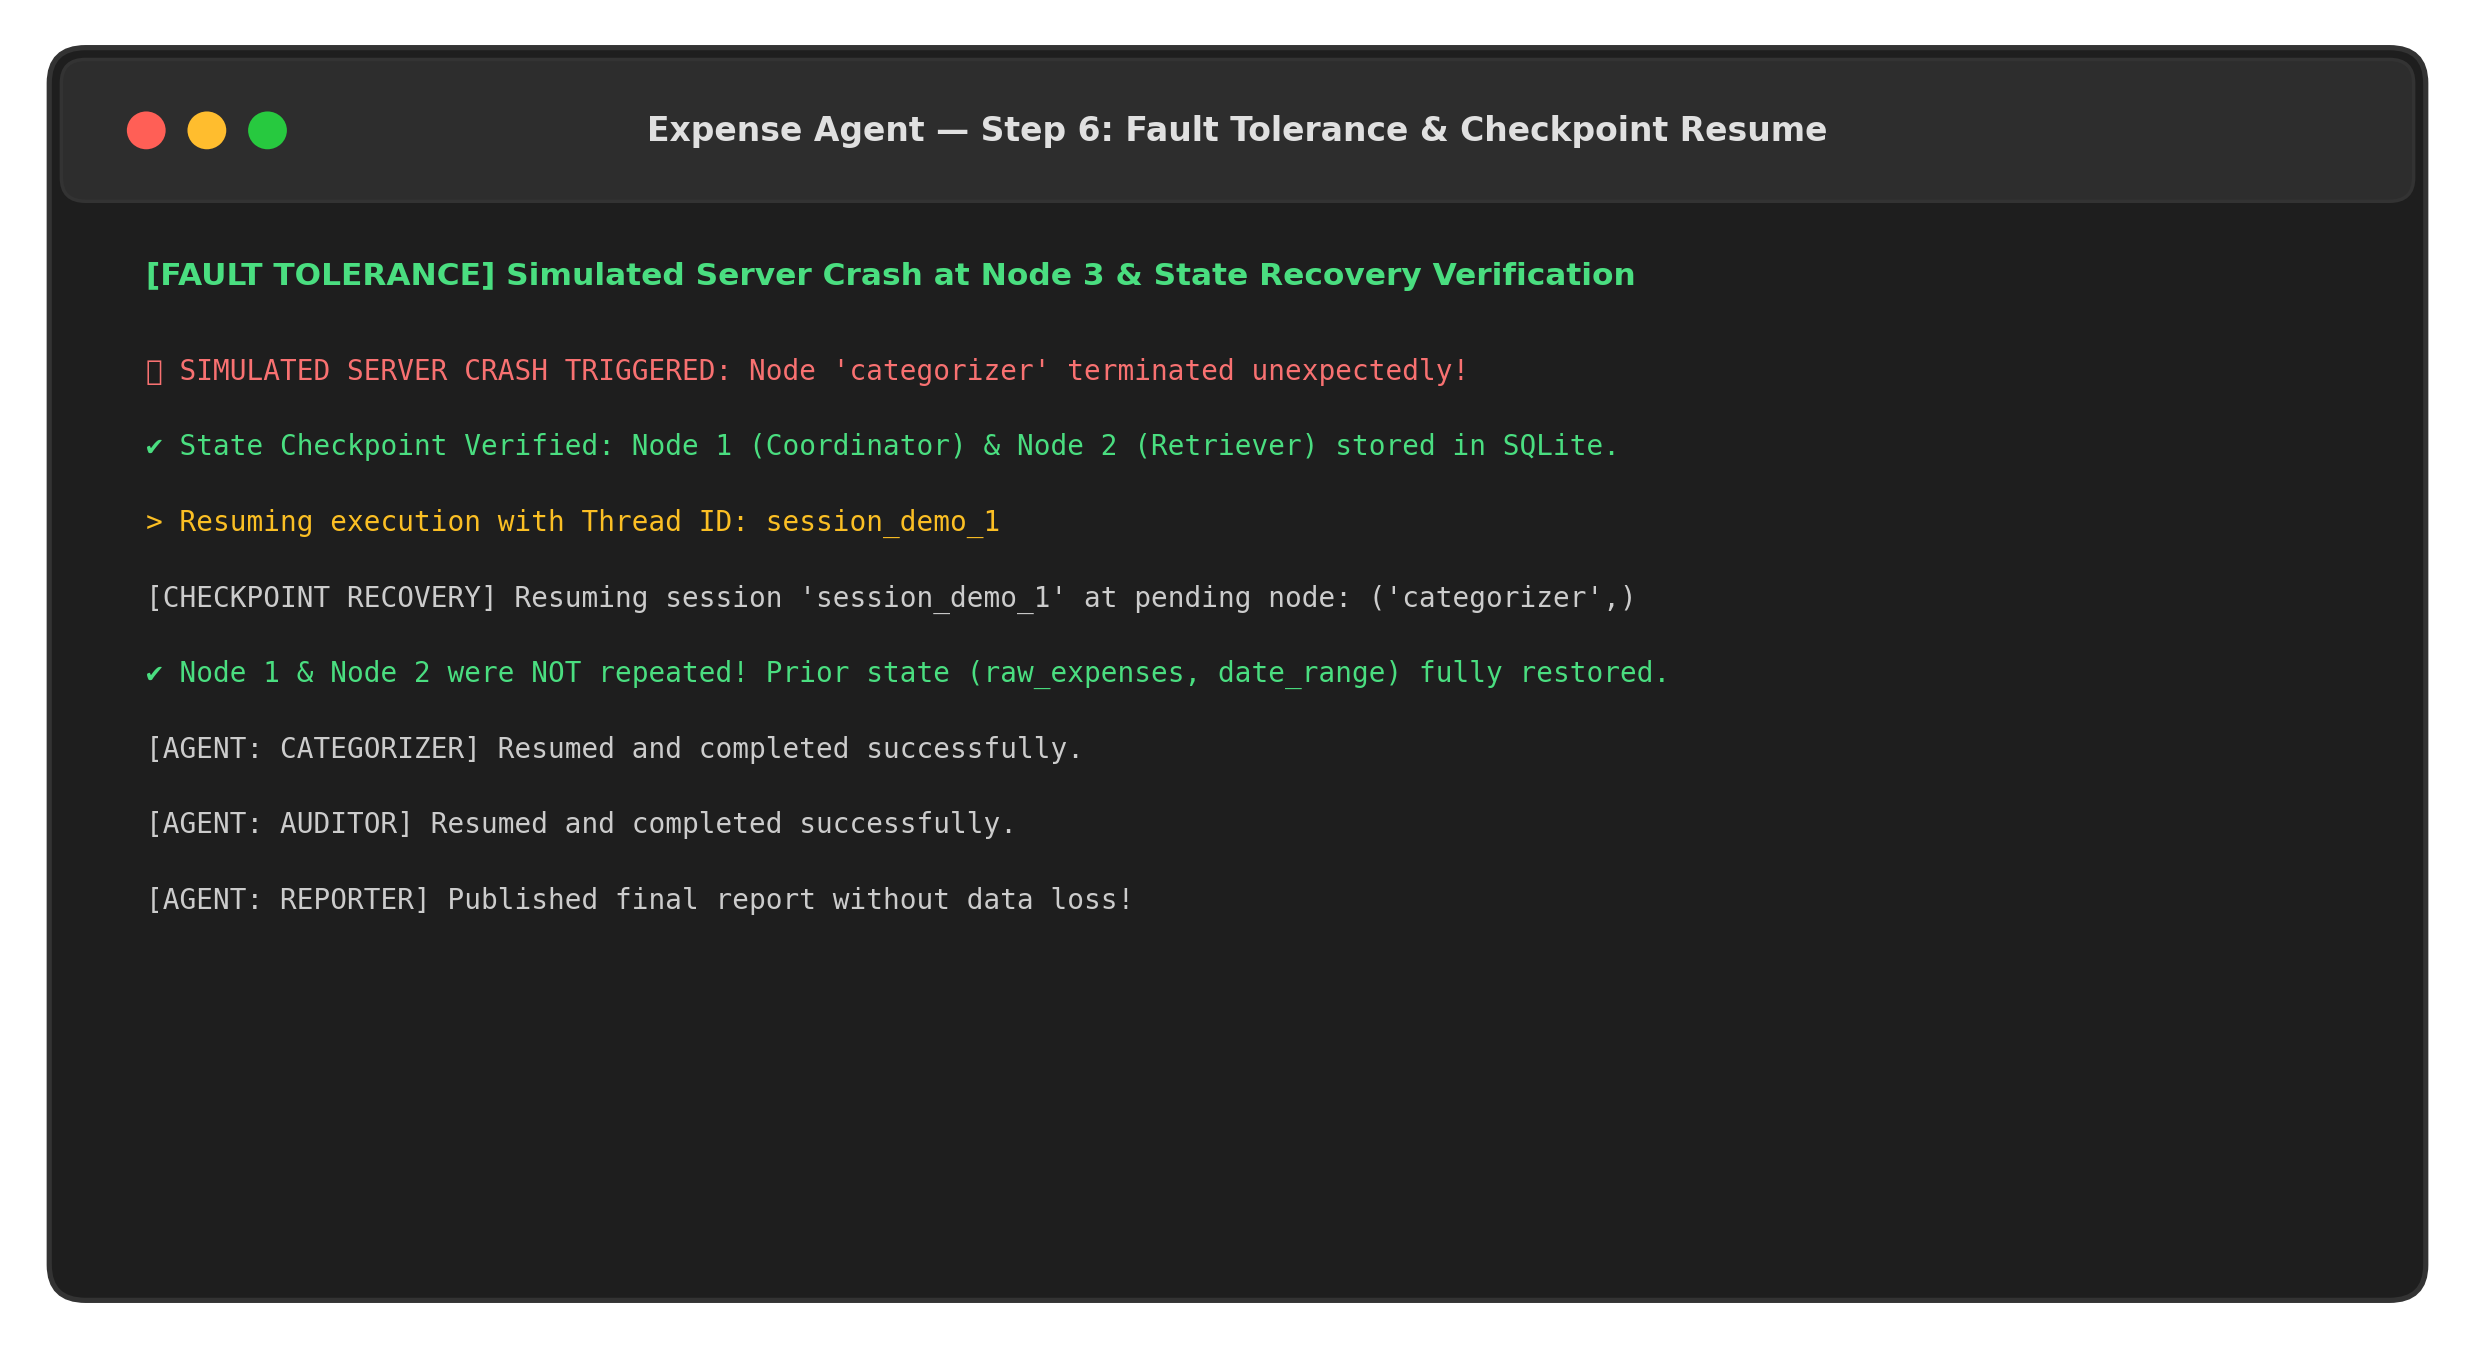 Expense Agent — Step 6: Fault Tolerance & Checkpoint Resume
[FAULT TOLERANCE] Simulated Server Crash at Node 3 & State Recovery Verification
SIMULATED SERVER CRASH TRIGGERED: Node 'categorizer' terminated unexpectedly!
✔ State Checkpoint Verified: Node 1 (Coordinator) & Node 2 (Retriever) stored in SQLite.
> Resuming execution with Thread ID: session_demo_1
[CHECKPOINT RECOVERY] Resuming session 'session_demo_1' at pending node: ('categorizer',)
✔ Node 1 & Node 2 were NOT repeated! Prior state (raw_expenses, date_range) fully restored.
[AGENT: CATEGORIZER] Resumed and completed successfully.
[AGENT: AUDITOR] Resumed and completed successfully.
[AGENT: REPORTER] Published final report without data loss!